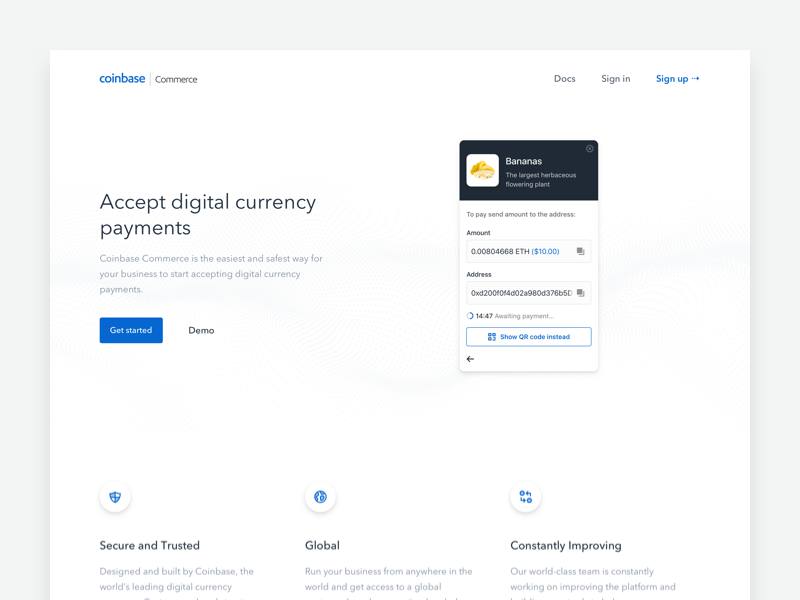 coinbase | Commerce
Docs
Sign in
Sign up
Accept digital currency
payments
Coinbase Commerce is the easiest and safest way for
your business to start accepting digital currency
payments.
Get started
Demo
Bananas
The largest herbaceous
flowering plant
To pay send amount to the address:
Amount
0.00804668 ETH ($10.00)
Address
0xd200f0f4d02a980d376b5D
14:47 Awaiting payment...
Show QR code instead
Secure and Trusted
Designed and built by Coinbase, the
world's leading digital currency
Global
Run your business from anywhere in the
world and get access to a global
Constantly Improving
Our world-class team is constantly
working on improving the platform and